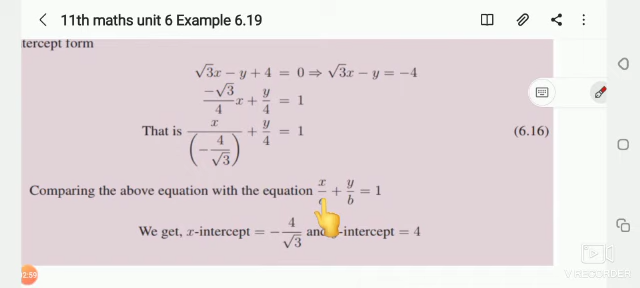 11th maths unit 6 Example 6.19
tercept form
√3x − y + 4 = 0 ⇒ √3x − y = −4
−√3/4 x + y/4 = 1
That is x/(−4/√3) + y/4 = 1 (6.16)
Comparing the above equation with the equation x/ + y/b = 1
We get, x-intercept = −4/√3 and -intercept = 4
2:59
V RECORDER